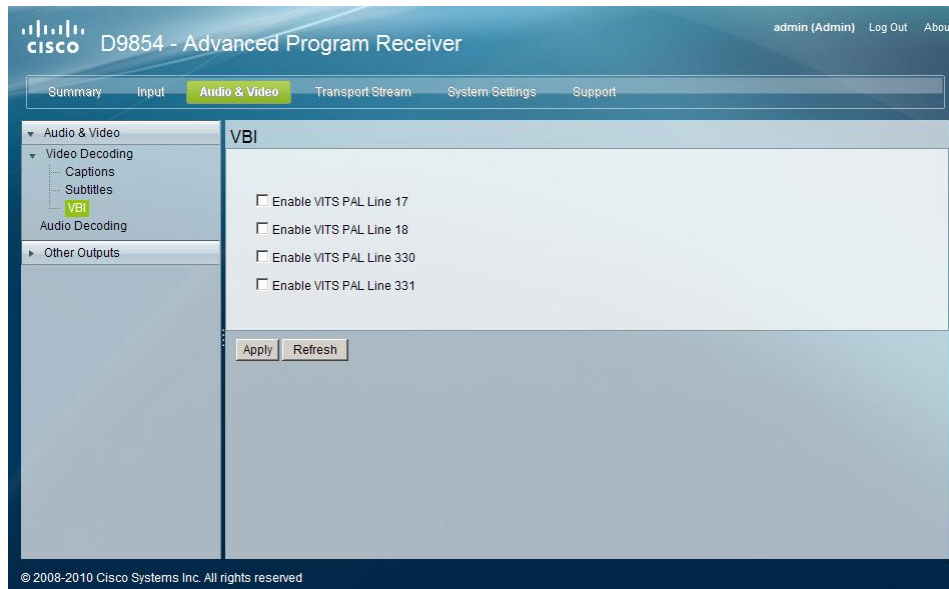 CISCO D9854 - Advanced Program Receiver
admin (Admin) Log Out Abou
Summary Input Audio & Video Transport Stream System Settings Support
Audio & Video
Video Decoding
Captions
Subtitles
VBI
Audio Decoding
Other Outputs
VBI
Enable VITS PAL Line 17
Enable VITS PAL Line 18
Enable VITS PAL Line 330
Enable VITS PAL Line 331
Apply Refresh
© 2008-2010 Cisco Systems Inc. All rights reserved